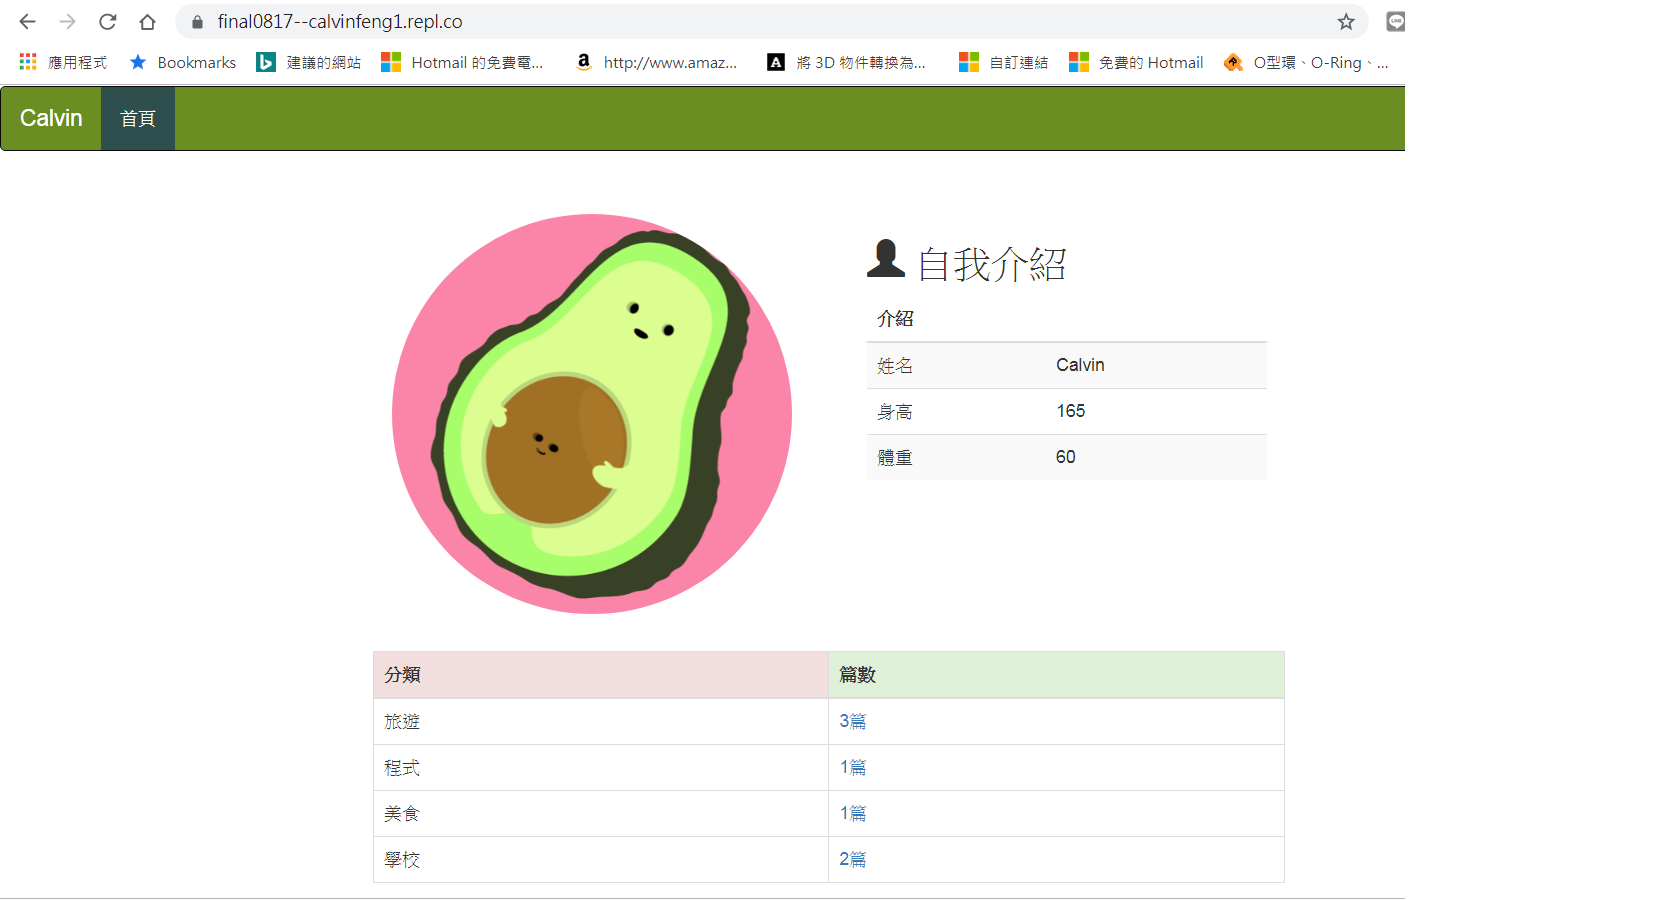 final0817--calvinfeng1.repl.co
應用程式 Bookmarks 建議的網站 Hotmail 的免費電... http://www.amaz... 將 3D 物件轉換為... 自訂連結 免費的 Hotmail O型環、O-Ring、...
Calvin 首頁
自我介紹
介紹
姓名 Calvin
身高 165
體重 60
分類 篇數
旅遊 3篇
程式 1篇
美食 1篇
學校 2篇